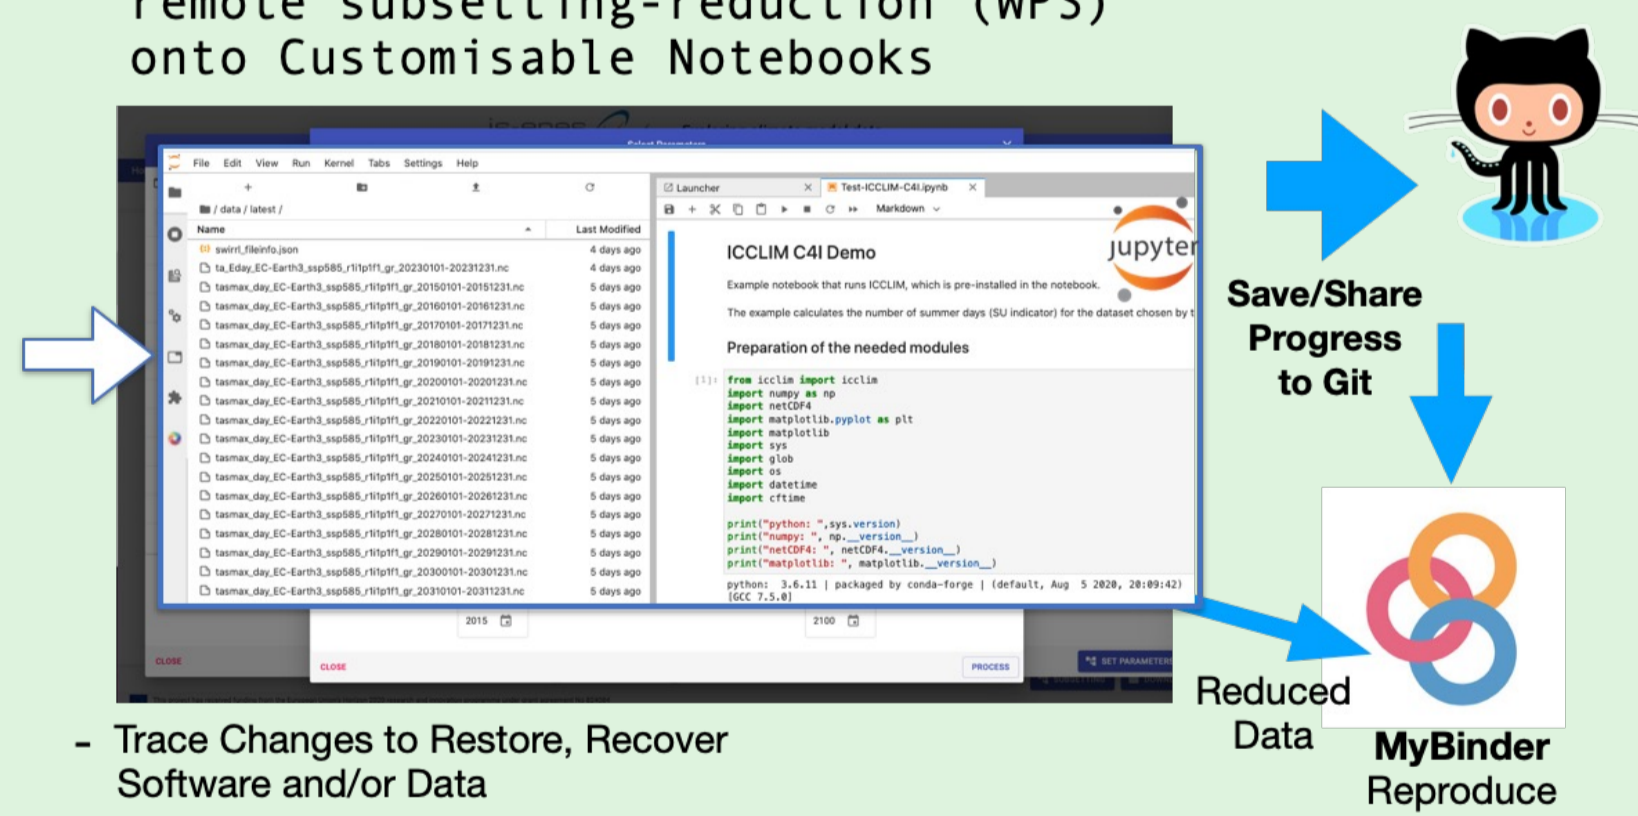 remote subsetting-reduction (WPS)
onto Customisable Notebooks
Select Parameters
File Edit View Run Kernel Tabs Settings Help
/ data / latest /
Name Last Modified
swirrl_fileinfo.json 4 days ago
ta_Eday_EC-Earth3_ssp585_r1i1p1f1_gr_20230101-20231231.nc 4 days ago
tasmax_day_EC-Earth3_ssp585_r1i1p1f1_gr_20150101-20151231.nc 5 days ago
tasmax_day_EC-Earth3_ssp585_r1i1p1f1_gr_20160101-20161231.nc 5 days ago
tasmax_day_EC-Earth3_ssp585_r1i1p1f1_gr_20170101-20171231.nc 5 days ago
tasmax_day_EC-Earth3_ssp585_r1i1p1f1_gr_20180101-20181231.nc 5 days ago
tasmax_day_EC-Earth3_ssp585_r1i1p1f1_gr_20190101-20191231.nc 5 days ago
tasmax_day_EC-Earth3_ssp585_r1i1p1f1_gr_20200101-20201231.nc 5 days ago
tasmax_day_EC-Earth3_ssp585_r1i1p1f1_gr_20210101-20211231.nc 5 days ago
tasmax_day_EC-Earth3_ssp585_r1i1p1f1_gr_20220101-20221231.nc 5 days ago
tasmax_day_EC-Earth3_ssp585_r1i1p1f1_gr_20230101-20231231.nc 5 days ago
tasmax_day_EC-Earth3_ssp585_r1i1p1f1_gr_20240101-20241231.nc 5 days ago
tasmax_day_EC-Earth3_ssp585_r1i1p1f1_gr_20250101-20251231.nc 5 days ago
tasmax_day_EC-Earth3_ssp585_r1i1p1f1_gr_20260101-20261231.nc 5 days ago
tasmax_day_EC-Earth3_ssp585_r1i1p1f1_gr_20270101-20271231.nc 5 days ago
tasmax_day_EC-Earth3_ssp585_r1i1p1f1_gr_20280101-20281231.nc 5 days ago
tasmax_day_EC-Earth3_ssp585_r1i1p1f1_gr_20290101-20291231.nc 5 days ago
tasmax_day_EC-Earth3_ssp585_r1i1p1f1_gr_20300101-20301231.nc 5 days ago
tasmax_day_EC-Earth3_ssp585_r1i1p1f1_gr_20310101-20311231.nc 5 days ago
Launcher Test-ICCLIM-C4I.ipynb
Markdown
jupyter
ICCLIM C4I Demo
Example notebook that runs ICCLIM, which is pre-installed in the notebook.
The example calculates the number of summer days (SU indicator) for the dataset chosen by t
Preparation of the needed modules
[1]: from icclim import icclim
import numpy as np
import netCDF4
import matplotlib.pyplot as plt
import matplotlib
import sys
import glob
import os
import datetime
import cftime
print("python: ",sys.version)
print("numpy: ", np.__version__)
print("netCDF4: ", netCDF4.__version__)
print("matplotlib: ", matplotlib.__version__)
python: 3.6.11 | packaged by conda-forge | (default, Aug 5 2020, 20:09:42)
[GCC 7.5.0]
2015 2100
CLOSE CLOSE PROCESS SET PARAMETERS
Save/Share
Progress
to Git
Reduced
Data
MyBinder
Reproduce
- Trace Changes to Restore, Recover
Software and/or Data